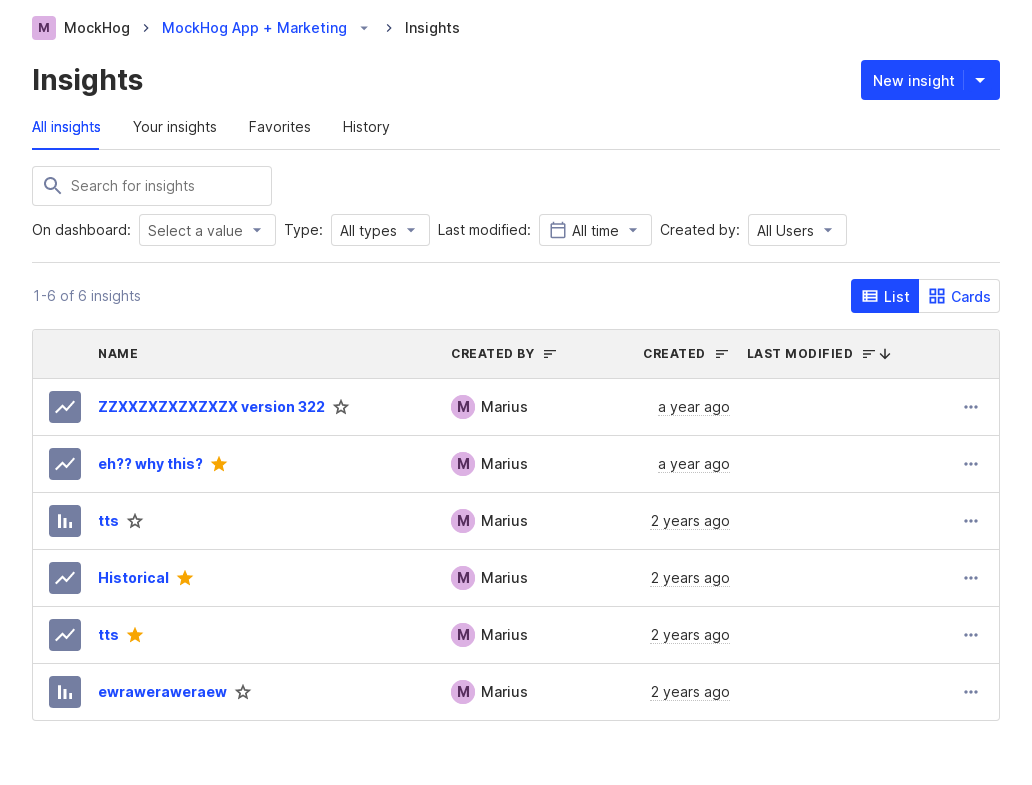 M MockHog MockHog App + Marketing Insights
Insights
New insight
All insights Your insights Favorites History
Search for insights
On dashboard: Select a value Type: All types Last modified: All time Created by: All Users
1-6 of 6 insights
List Cards
NAME CREATED BY CREATED LAST MODIFIED
ZZXXZXZXZXZXZX version 322 M Marius a year ago
eh?? why this? M Marius a year ago
tts M Marius 2 years ago
Historical M Marius 2 years ago
tts M Marius 2 years ago
ewraweraweraew M Marius 2 years ago